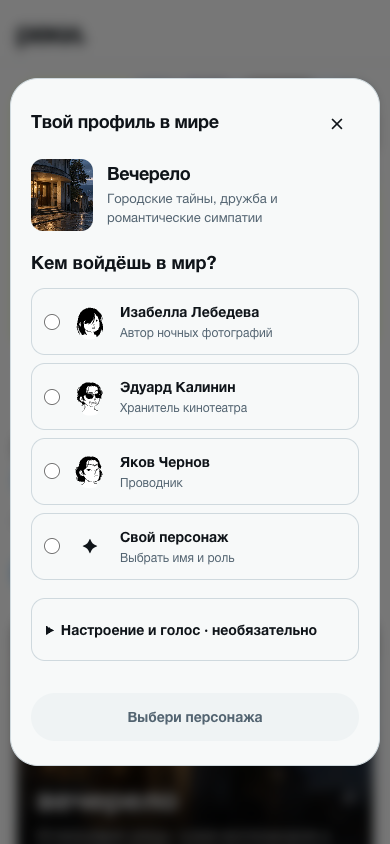 Твой профиль в мире
Вечерело
Городские тайны, дружба и
романтические симпатии
Кем войдёшь в мир?
Изабелла Лебедева
Автор ночных фотографий
Эдуард Калинин
Хранитель кинотеатра
Яков Чернов
Проводник
Свой персонаж
Выбрать имя и роль
Настроение и голос · необязательно
Выбери персонажа
вечерело